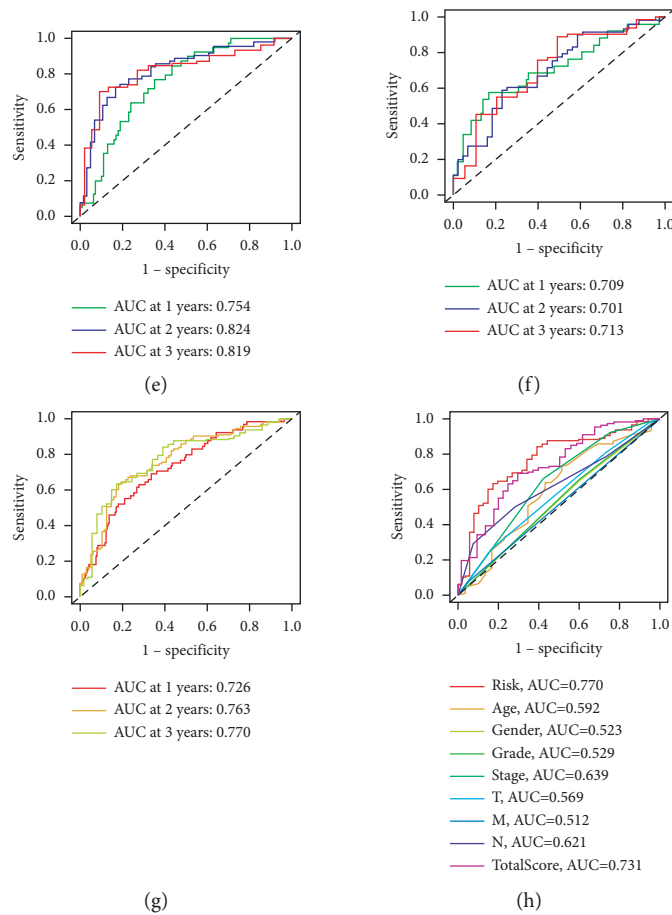 1.0
0.8
0.6
0.4
0.2
0.0
Sensitivity
0.0 0.2 0.4 0.6 0.8 1.0
1 – specificity
AUC at 1 years: 0.754
AUC at 2 years: 0.824
AUC at 3 years: 0.819
(e)
1.0
0.8
0.6
0.4
0.2
0.0
Sensitivity
0.0 0.2 0.4 0.6 0.8 1.0
1 – specificity
AUC at 1 years: 0.709
AUC at 2 years: 0.701
AUC at 3 years: 0.713
(f)
1.0
0.8
0.6
0.4
0.2
0.0
Sensitivity
0.0 0.2 0.4 0.6 0.8 1.0
1 – specificity
AUC at 1 years: 0.726
AUC at 2 years: 0.763
AUC at 3 years: 0.770
(g)
1.0
0.8
0.6
0.4
0.2
0.0
Sensitivity
0.0 0.2 0.4 0.6 0.8 1.0
1 – specificity
Risk, AUC=0.770
Age, AUC=0.592
Gender, AUC=0.523
Grade, AUC=0.529
Stage, AUC=0.639
T, AUC=0.569
M, AUC=0.512
N, AUC=0.621
TotalScore, AUC=0.731
(h)